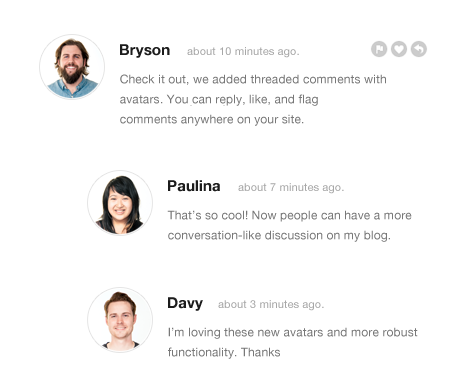 Bryson about 10 minutes ago.
Check it out, we added threaded comments with
avatars. You can reply, like, and flag
comments anywhere on your site.
Paulina about 7 minutes ago.
That's so cool! Now people can have a more
conversation-like discussion on my blog.
Davy about 3 minutes ago.
I'm loving these new avatars and more robust
functionality. Thanks